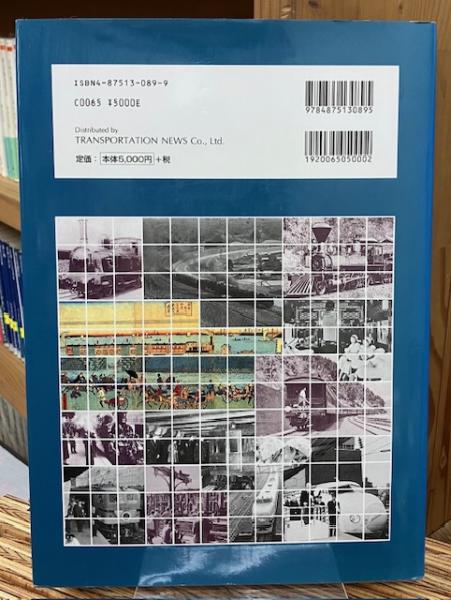 ISBN4-87513-089-9
C0065 ¥5000E
Distributed by
TRANSPORTATION NEWS Co., Ltd.
定価：本体5,000円+税
9784875130895
1920065050002